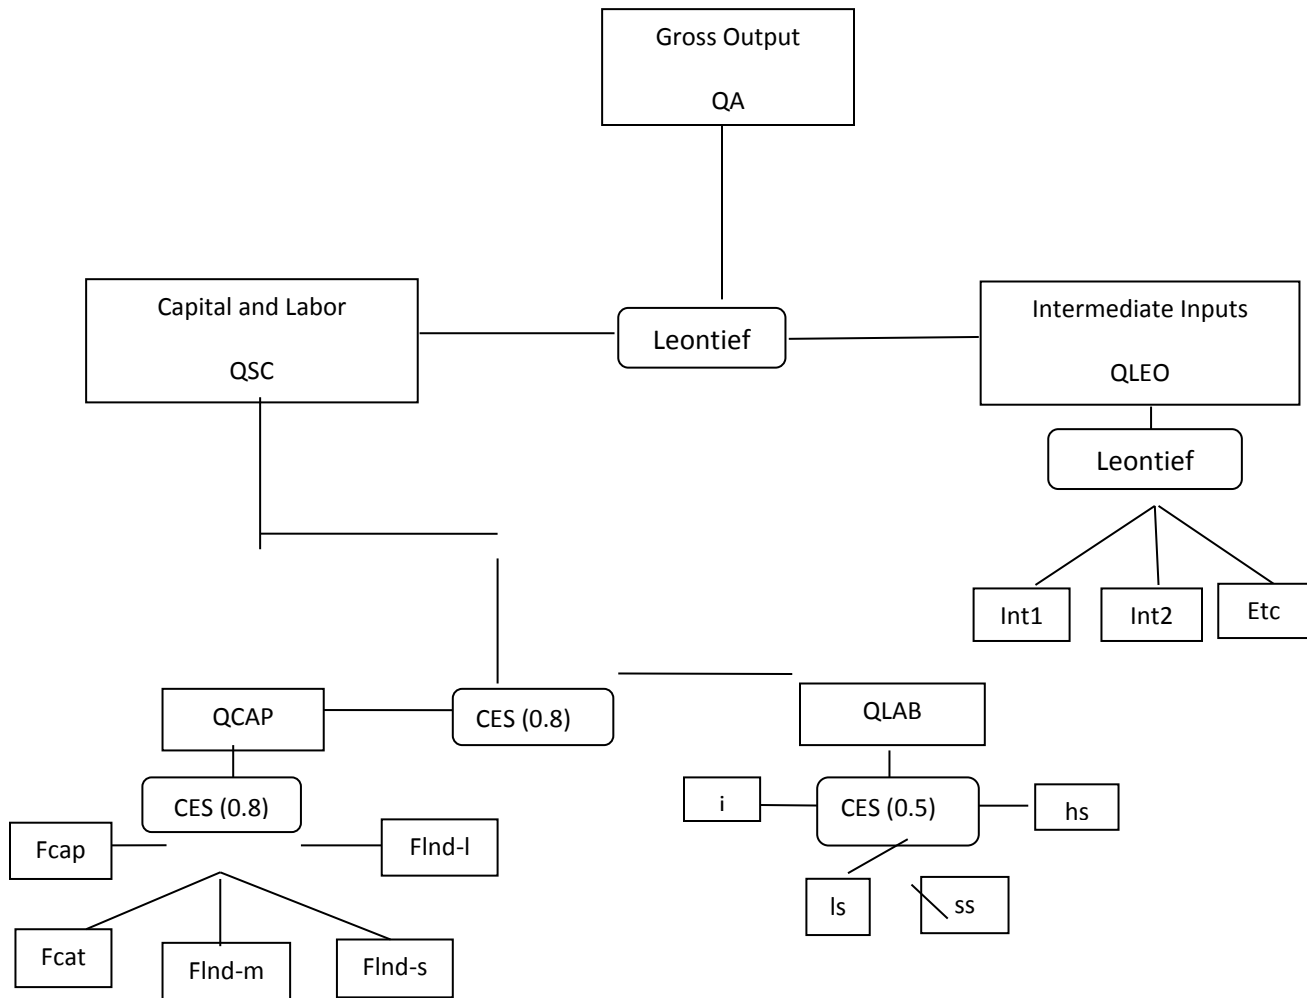 Gross Output
QA
Capital and Labor
QSC
Leontief
Intermediate Inputs
QLEO
Leontief
Int1
Int2
Etc
QCAP
CES (0.8)
QLAB
CES (0.8)
i
CES (0.5)
hs
Fcap
Flnd-l
ls
ss
Fcat
Flnd-m
Flnd-s